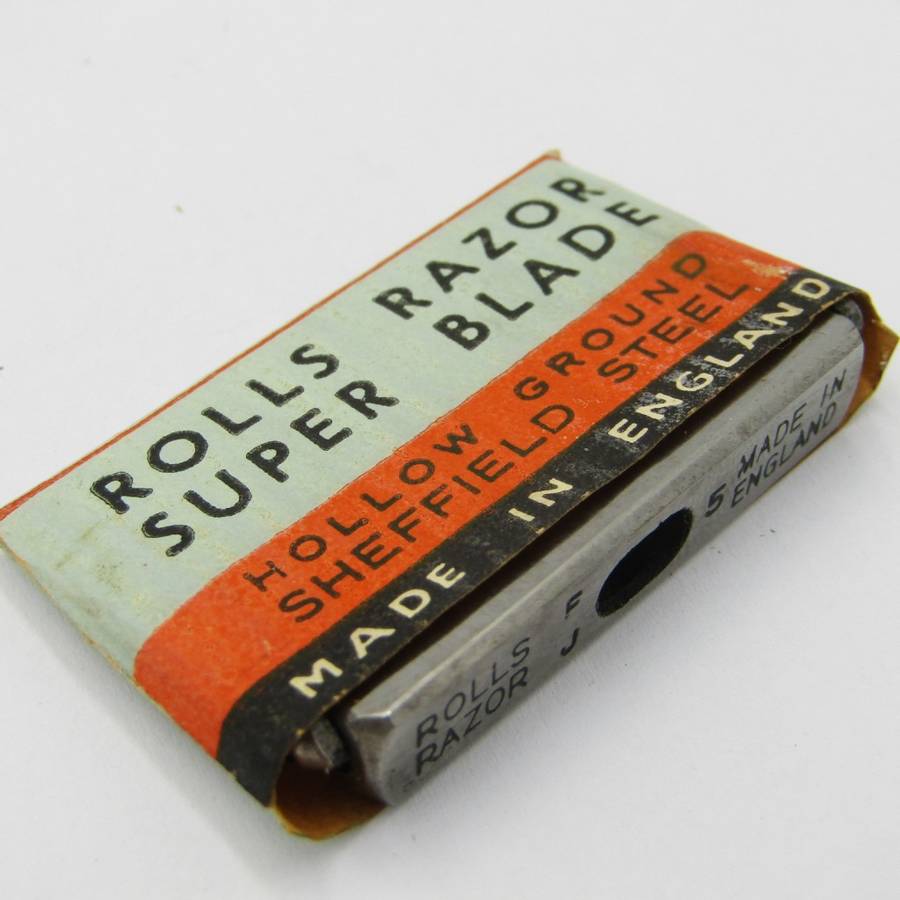 ROLLS RAZOR
SUPER BLADE
HOLLOW GROUND
SHEFFIELD STEEL
MADE IN ENGLAND
ROLLS
RAZOR
F
J
5
MADE IN
ENGLAND